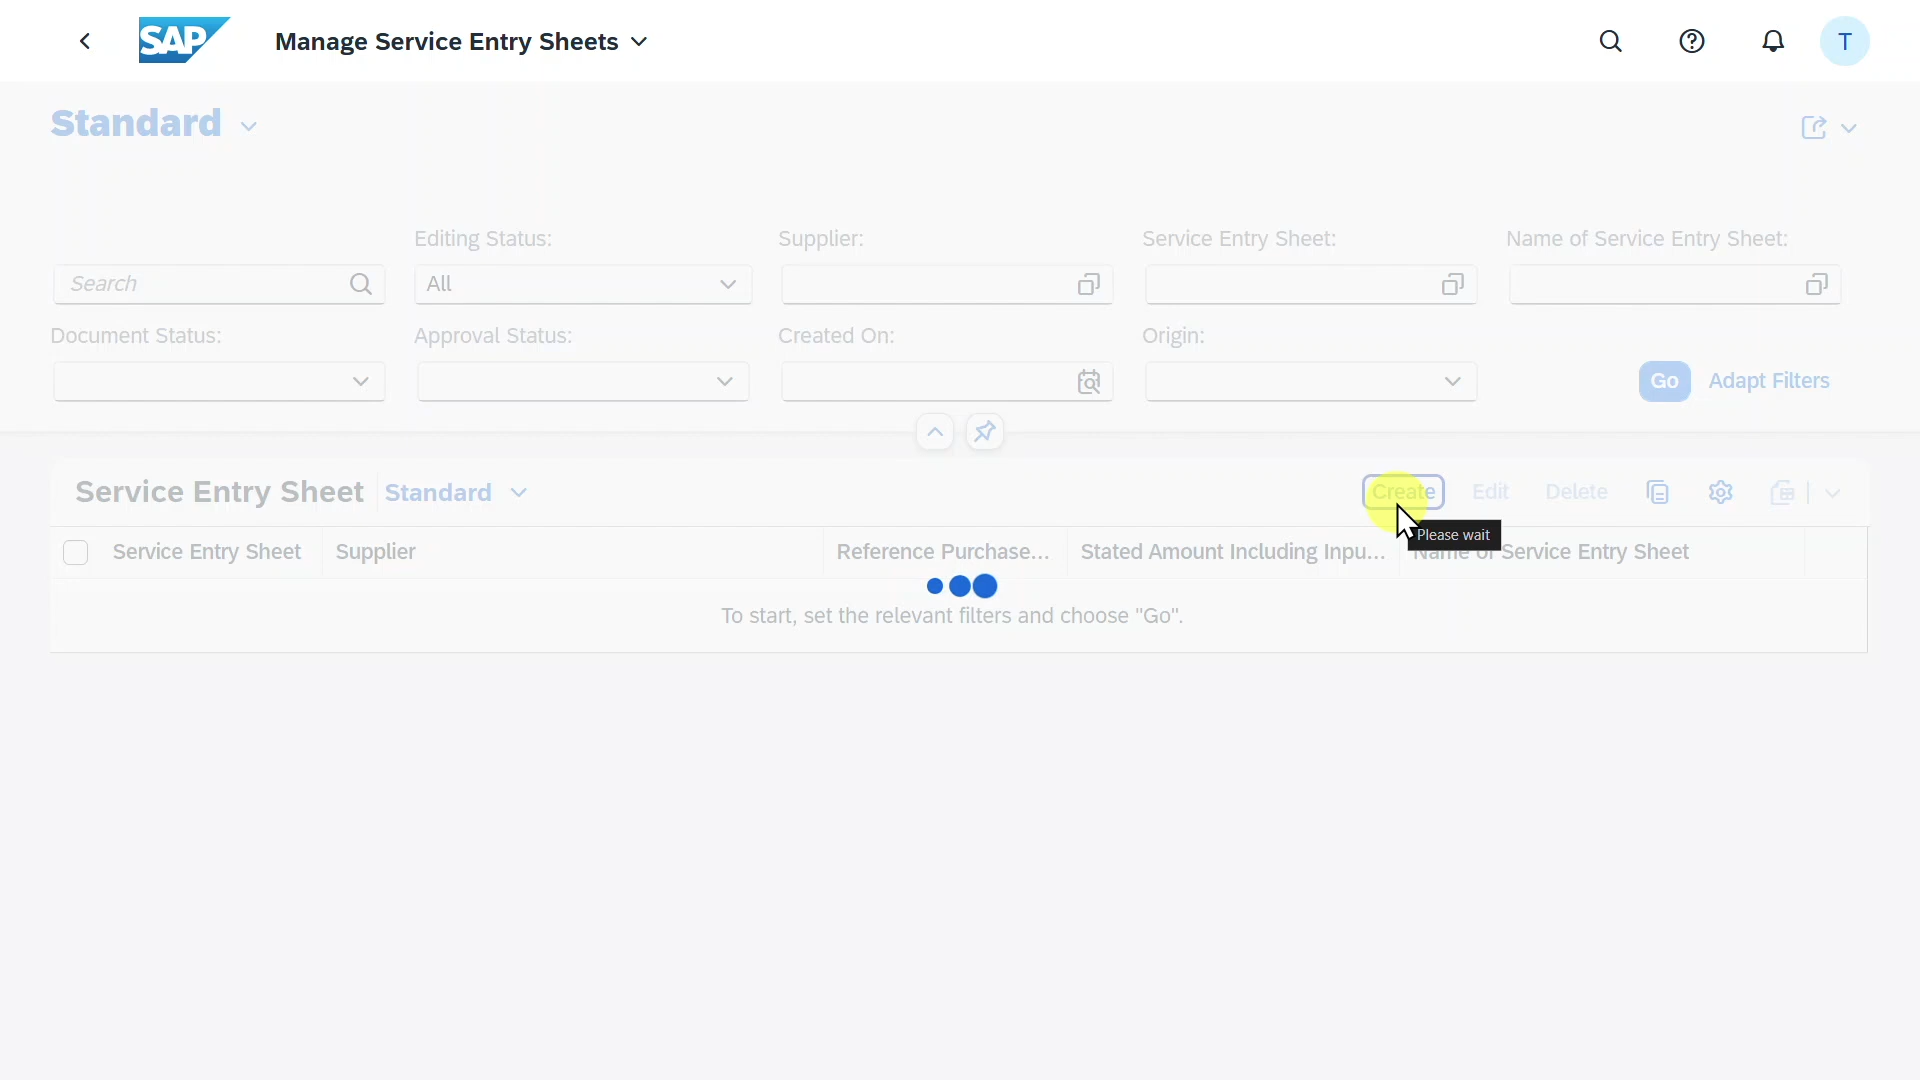 SAP
Manage Service Entry Sheets
T
Standard
Editing Status:
Supplier:
Service Entry Sheet:
Name of Service Entry Sheet:
Search
All
Document Status:
Approval Status:
Created On:
Origin:
Go
Adapt Filters
Service Entry Sheet
Standard
Create
Edit
Delete
Please wait
Service Entry Sheet
Supplier
Reference Purchase...
Stated Amount Including Inpu...
Name of Service Entry Sheet
To start, set the relevant filters and choose "Go".